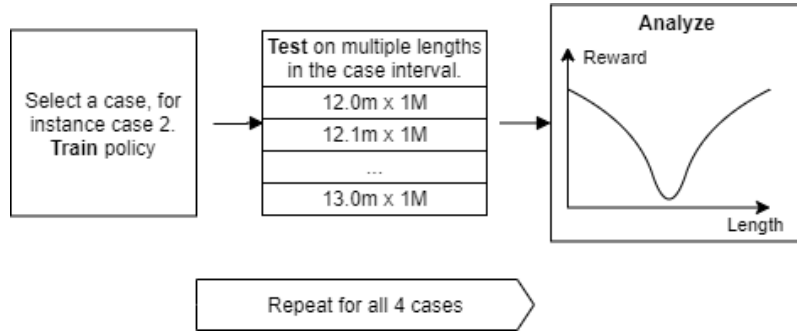 Select a case, for
instance case 2.
Train policy
Test on multiple lengths
in the case interval.
12.0m x 1M
12.1m x 1M
...
13.0m x 1M
Analyze
Reward
Length
Repeat for all 4 cases